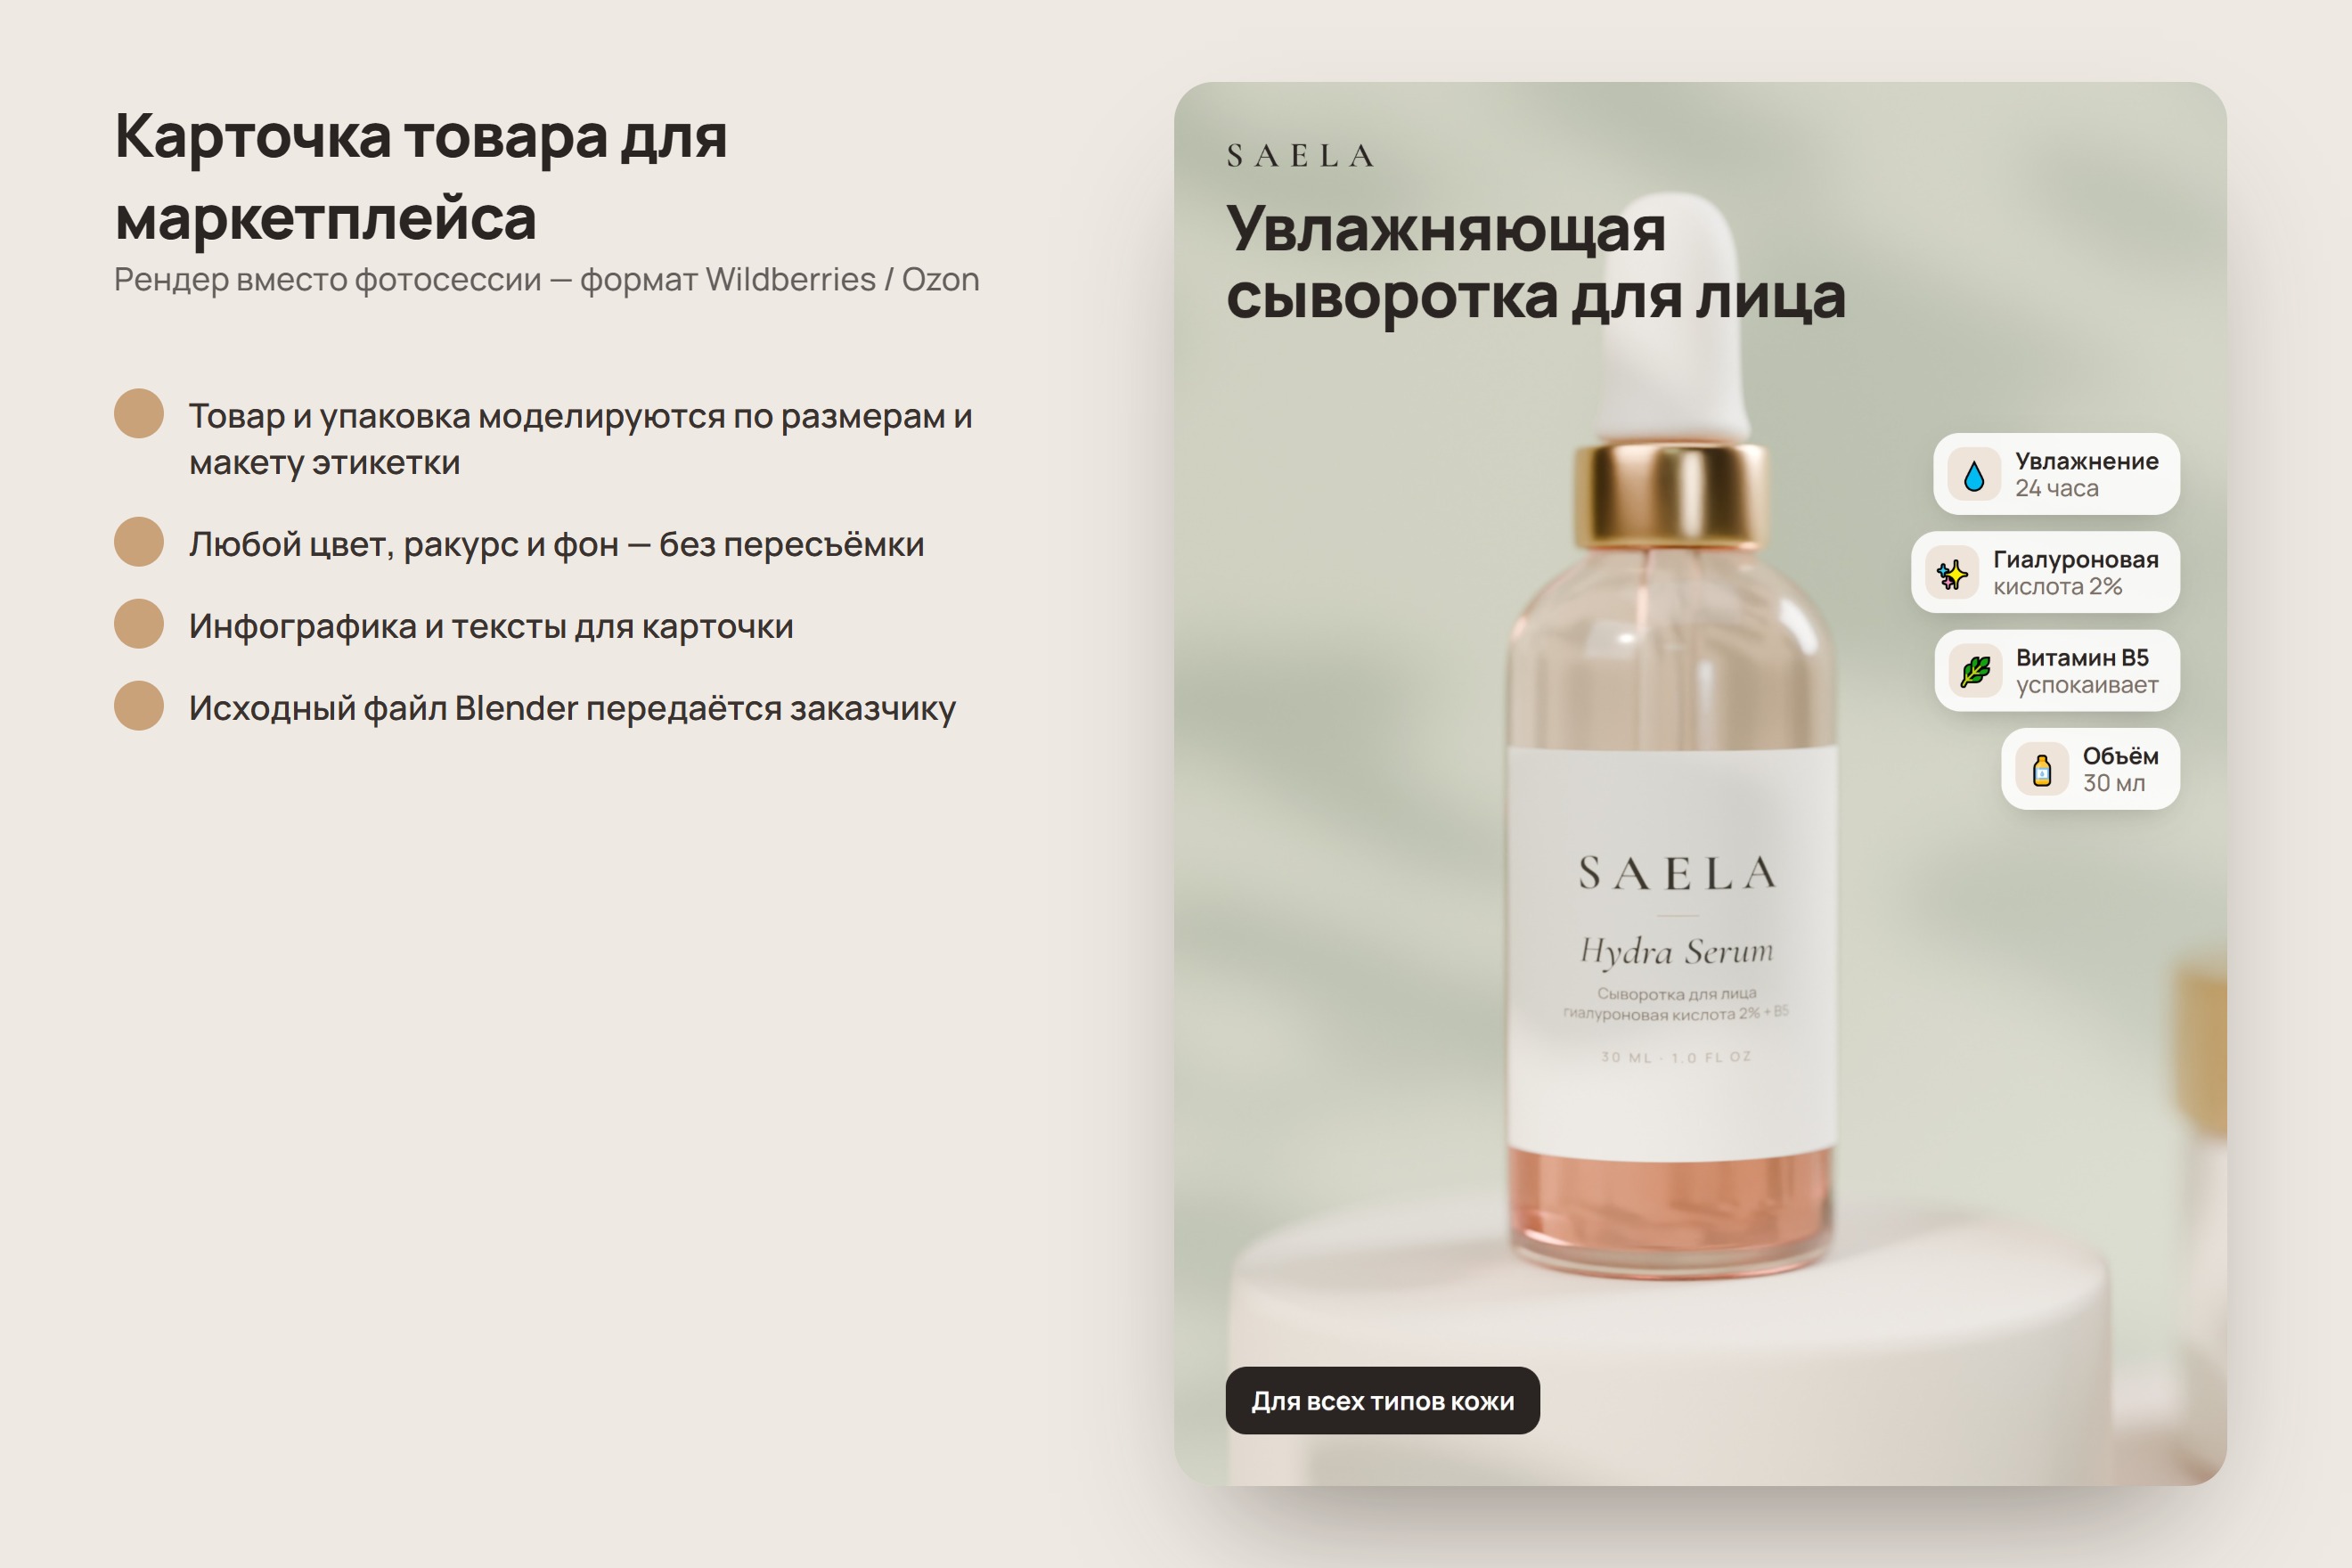 Карточка товара для
маркетплейса
Рендер вместо фотосессии — формат Wildberries / Ozon
Товар и упаковка моделируются по размерам и
макету этикетки
Любой цвет, ракурс и фон — без пересъёмки
Инфографика и тексты для карточки
Исходный файл Blender передаётся заказчику
SAELA
Увлажняющая
сыворотка для лица
Увлажнение
24 часа
Гиалуроновая
кислота 2%
Витамин B5
успокаивает
Объём
30 мл
SAELA
Hydra Serum
Сыворотка для лица
гиалуроновая кислота 2% + B5
30 ML · 1.0 FL OZ
Для всех типов кожи